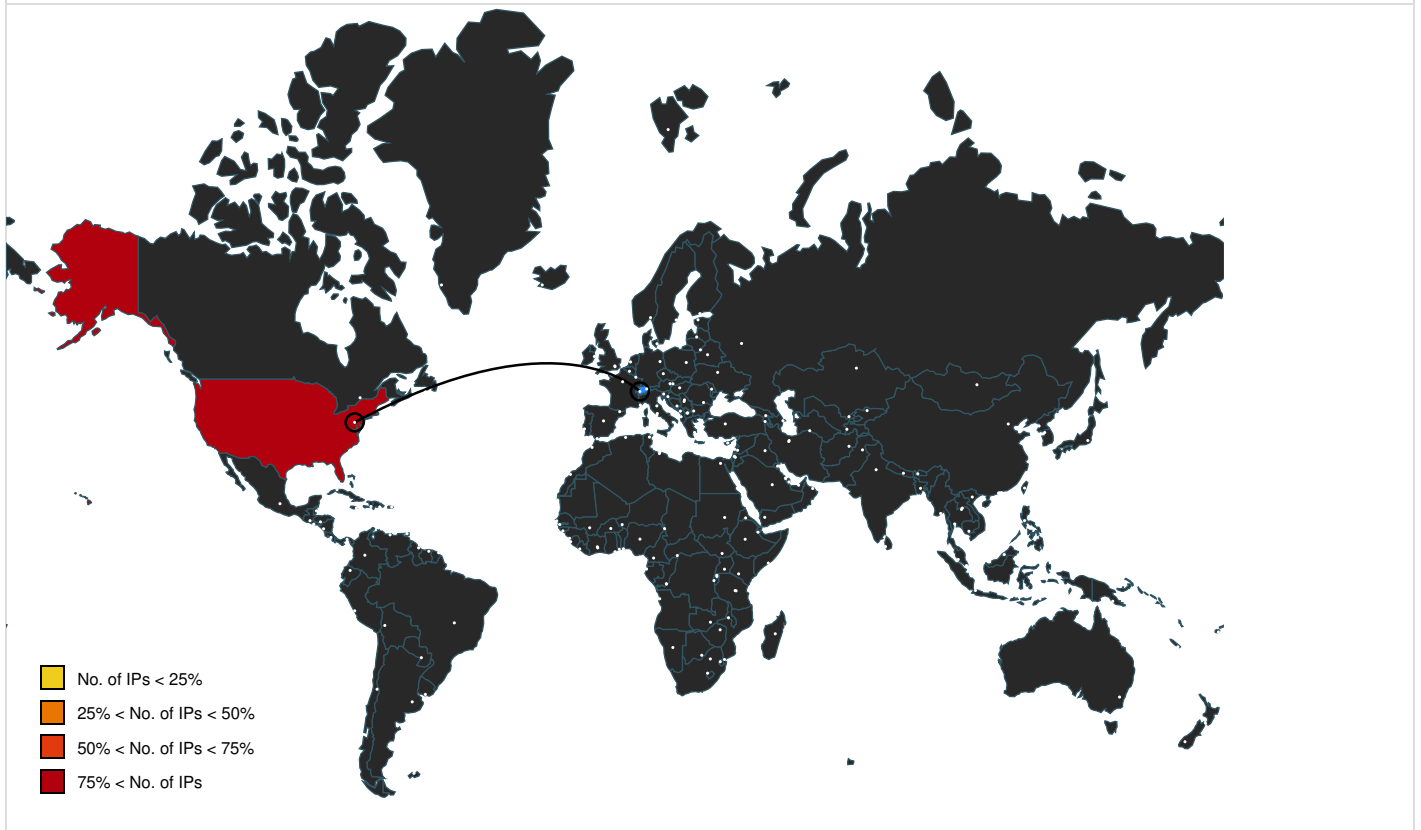 No. of IPs < 25%
25% < No. of IPs < 50%
50% < No. of IPs < 75%
75% < No. of IPs